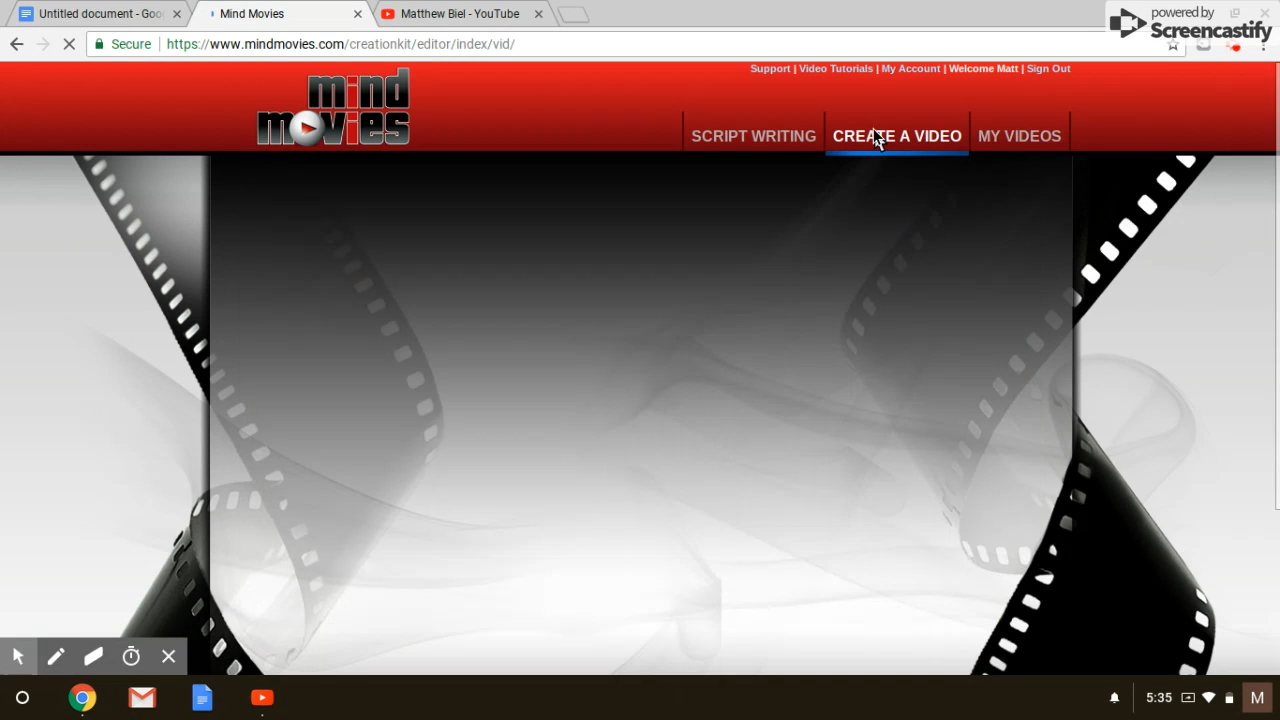 Untitled document - Goo
Mind Movies
Matthew Biel - YouTube
powered by
Screencastify
Secure
https://www.mindmovies.com/creationkit/editor/index/vid/
Support | Video Tutorials | My Account | Welcome Matt | Sign Out
mind
movies
SCRIPT WRITING
CREATE A VIDEO
MY VIDEOS
5:35
M